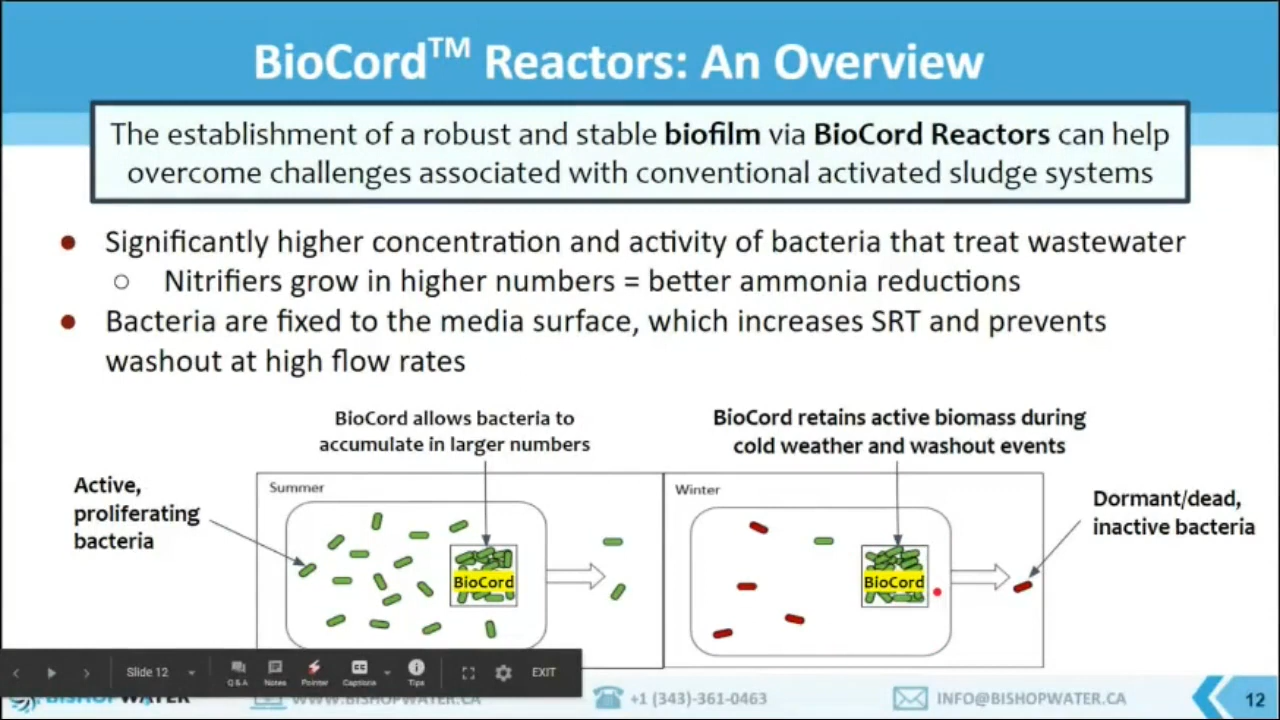 BioCord™ Reactors: An Overview
The establishment of a robust and stable biofilm via BioCord Reactors can help
overcome challenges associated with conventional activated sludge systems
● Significantly higher concentration and activity of bacteria that treat wastewater
○ Nitrifiers grow in higher numbers = better ammonia reductions
● Bacteria are fixed to the media surface, which increases SRT and prevents
washout at high flow rates
BioCord allows bacteria to
accumulate in larger numbers
BioCord retains active biomass during
cold weather and washout events
Active,
proliferating
bacteria
Summer
BioCord
Winter
BioCord
Dormant/dead,
inactive bacteria
Slide 12
Q&A
Notes
Pointer
Captions
Tips
EXIT
BISHOP WATER
WWW.BISHOPWATER.CA
+1 (343)-361-0463
INFO@BISHOPWATER.CA
12